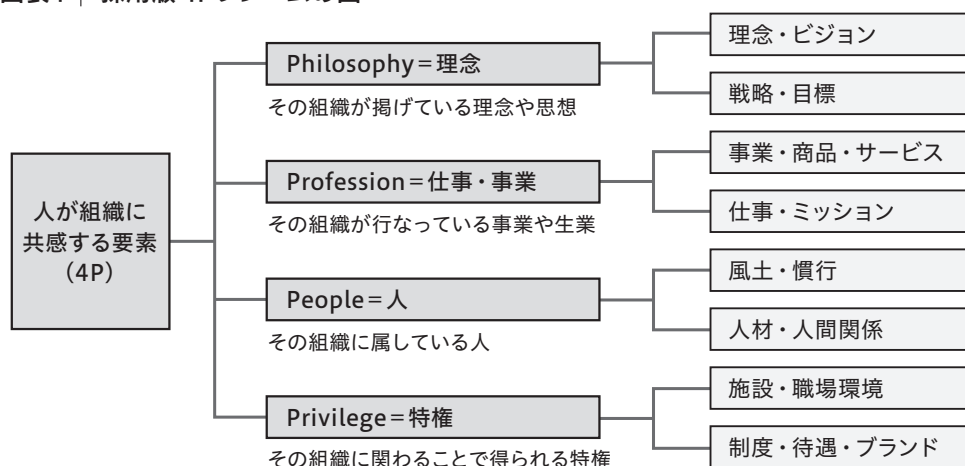 人が組織に
共感する要素
（4P）
Philosophy＝理念
その組織が掲げている理念や思想
理念・ビジョン
戦略・目標
Profession＝仕事・事業
その組織が行なっている事業や生業
事業・商品・サービス
仕事・ミッション
People＝人
その組織に属している人
風土・慣行
人材・人間関係
Privilege＝特権
その組織に関わることで得られる特権
施設・職場環境
制度・待遇・ブランド